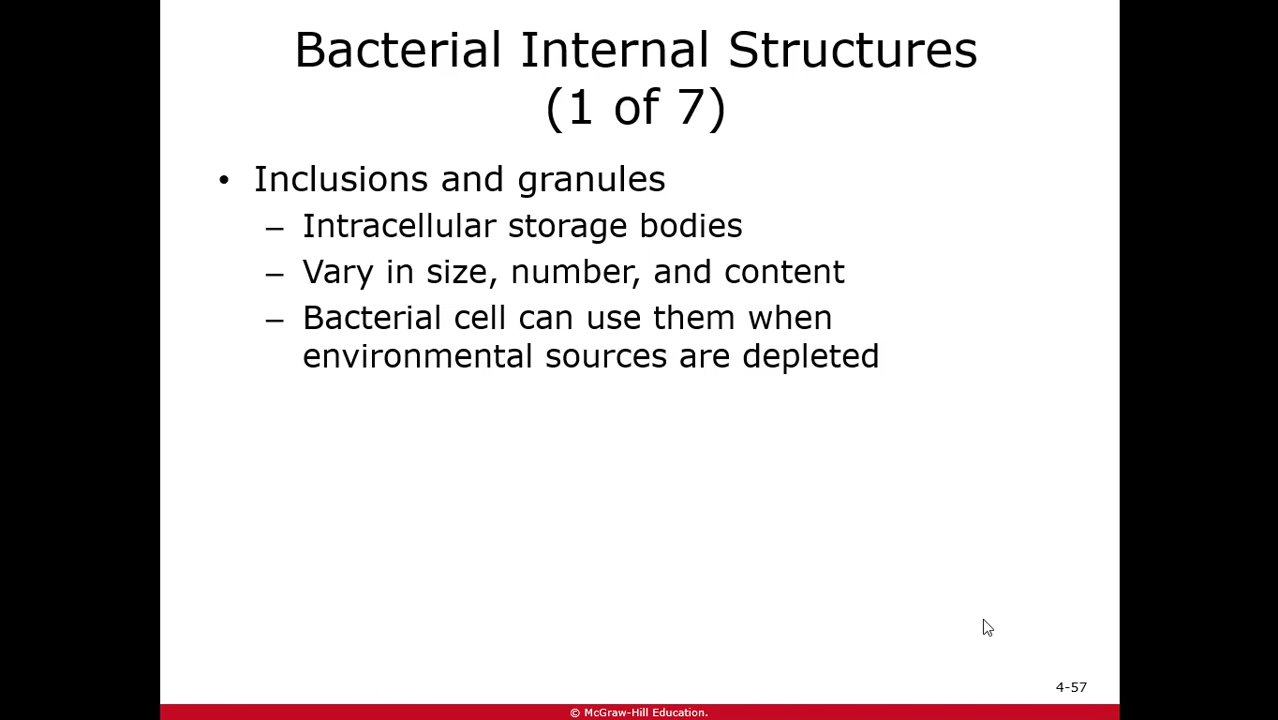 Bacterial Internal Structures
(1 of 7)
• Inclusions and granules
– Intracellular storage bodies
– Vary in size, number, and content
– Bacterial cell can use them when
environmental sources are depleted
4-57
© McGraw-Hill Education.